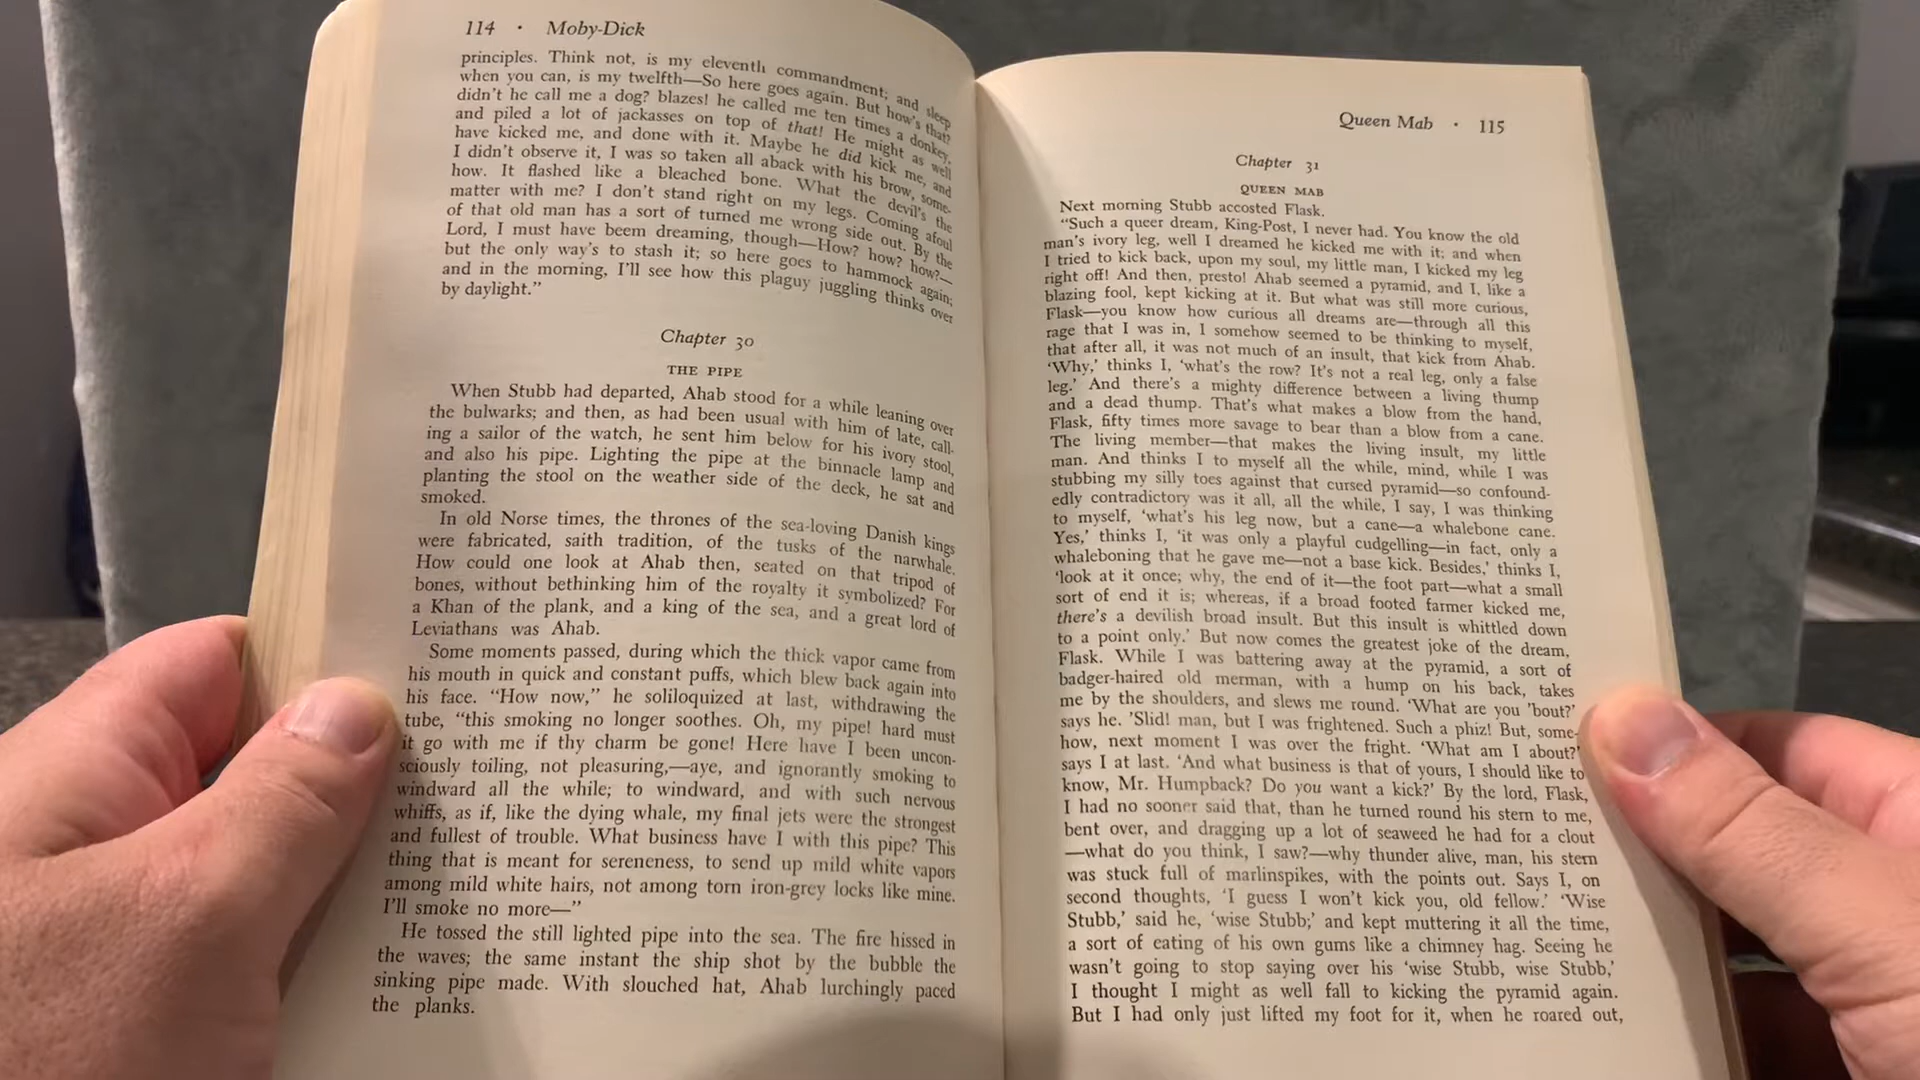 114 · Moby-Dick
principles. Think not, is my eleventh commandment; and sleep
when you can, is my twelfth—So here goes again. But how's that?
didn't he call me a dog? blazes! he called me ten times a donkey,
and piled a lot of jackasses on top of that! He might as well
have kicked me, and done with it. Maybe he did kick me, and
I didn't observe it, I was so taken all aback with his brow, some-
how. It flashed like a bleached bone. What the devil's the
matter with me? I don't stand right on my legs. Coming afoul
of that old man has a sort of turned me wrong side out. By the
Lord, I must have beem dreaming, though—How? how? how?—
but the only way's to stash it; so here goes to hammock again;
and in the morning, I'll see how this plaguy juggling thinks over
by daylight."
Chapter 30
THE PIPE
When Stubb had departed, Ahab stood for a while leaning over
the bulwarks; and then, as had been usual with him of late, call-
ing a sailor of the watch, he sent him below for his ivory stool,
and also his pipe. Lighting the pipe at the binnacle lamp and
planting the stool on the weather side of the deck, he sat and
smoked.
In old Norse times, the thrones of the sea-loving Danish kings
were fabricated, saith tradition, of the tusks of the narwhale.
How could one look at Ahab then, seated on that tripod of
bones, without bethinking him of the royalty it symbolized? For
a Khan of the plank, and a king of the sea, and a great lord of
Leviathans was Ahab.
Some moments passed, during which the thick vapor came from
his mouth in quick and constant puffs, which blew back again into
his face. "How now," he soliloquized at last, withdrawing the
tube, "this smoking no longer soothes. Oh, my pipe! hard must
it go with me if thy charm be gone! Here have I been uncon-
sciously toiling, not pleasuring,—aye, and ignorantly smoking to
windward all the while; to windward, and with such nervous
whiffs, as if, like the dying whale, my final jets were the strongest
and fullest of trouble. What business have I with this pipe? This
thing that is meant for sereneness, to send up mild white vapors
among mild white hairs, not among torn iron-grey locks like mine.
I'll smoke no more—"
He tossed the still lighted pipe into the sea. The fire hissed in
the waves; the same instant the ship shot by the bubble the
sinking pipe made. With slouched hat, Ahab lurchingly paced
the planks.
Queen Mab · 115
Chapter 31
QUEEN MAB
Next morning Stubb accosted Flask.
"Such a queer dream, King-Post, I never had. You know the old
man's ivory leg, well I dreamed he kicked me with it; and when
I tried to kick back, upon my soul, my little man, I kicked my leg
right off! And then, presto! Ahab seemed a pyramid, and I, like a
blazing fool, kept kicking at it. But what was still more curious,
Flask—you know how curious all dreams are—through all this
rage that I was in, I somehow seemed to be thinking to myself,
that after all, it was not much of an insult, that kick from Ahab.
'Why,' thinks I, 'what's the row? It's not a real leg, only a false
leg.' And there's a mighty difference between a living thump
and a dead thump. That's what makes a blow from the hand,
Flask, fifty times more savage to bear than a blow from a cane.
The living member—that makes the living insult, my little
man. And thinks I to myself all the while, mind, while I was
stubbing my silly toes against that cursed pyramid—so confound-
edly contradictory was it all, all the while, I say, I was thinking
to myself, 'what's his leg now, but a cane—a whalebone cane.
Yes,' thinks I, 'it was only a playful cudgelling—in fact, only a
whaleboning that he gave me—not a base kick. Besides,' thinks I,
'look at it once; why, the end of it—the foot part—what a small
sort of end it is; whereas, if a broad footed farmer kicked me,
there's a devilish broad insult. But this insult is whittled down
to a point only.' But now comes the greatest joke of the dream,
Flask. While I was battering away at the pyramid, a sort of
badger-haired old merman, with a hump on his back, takes
me by the shoulders, and slews me round. 'What are you 'bout?'
says he. 'Slid! man, but I was frightened. Such a phiz! But, some-
how, next moment I was over the fright. 'What am I about?'
says I at last. 'And what business is that of yours, I should like to
know, Mr. Humpback? Do you want a kick?' By the lord, Flask,
I had no sooner said that, than he turned round his stern to me,
bent over, and dragging up a lot of seaweed he had for a clout
—what do you think, I saw?—why thunder alive, man, his stern
was stuck full of marlinspikes, with the points out. Says I, on
second thoughts, 'I guess I won't kick you, old fellow.' 'Wise
Stubb,' said he, 'wise Stubb;' and kept muttering it all the time,
a sort of eating of his own gums like a chimney hag. Seeing he
wasn't going to stop saying over his 'wise Stubb, wise Stubb,'
I thought I might as well fall to kicking the pyramid again.
But I had only just lifted my foot for it, when he roared out,